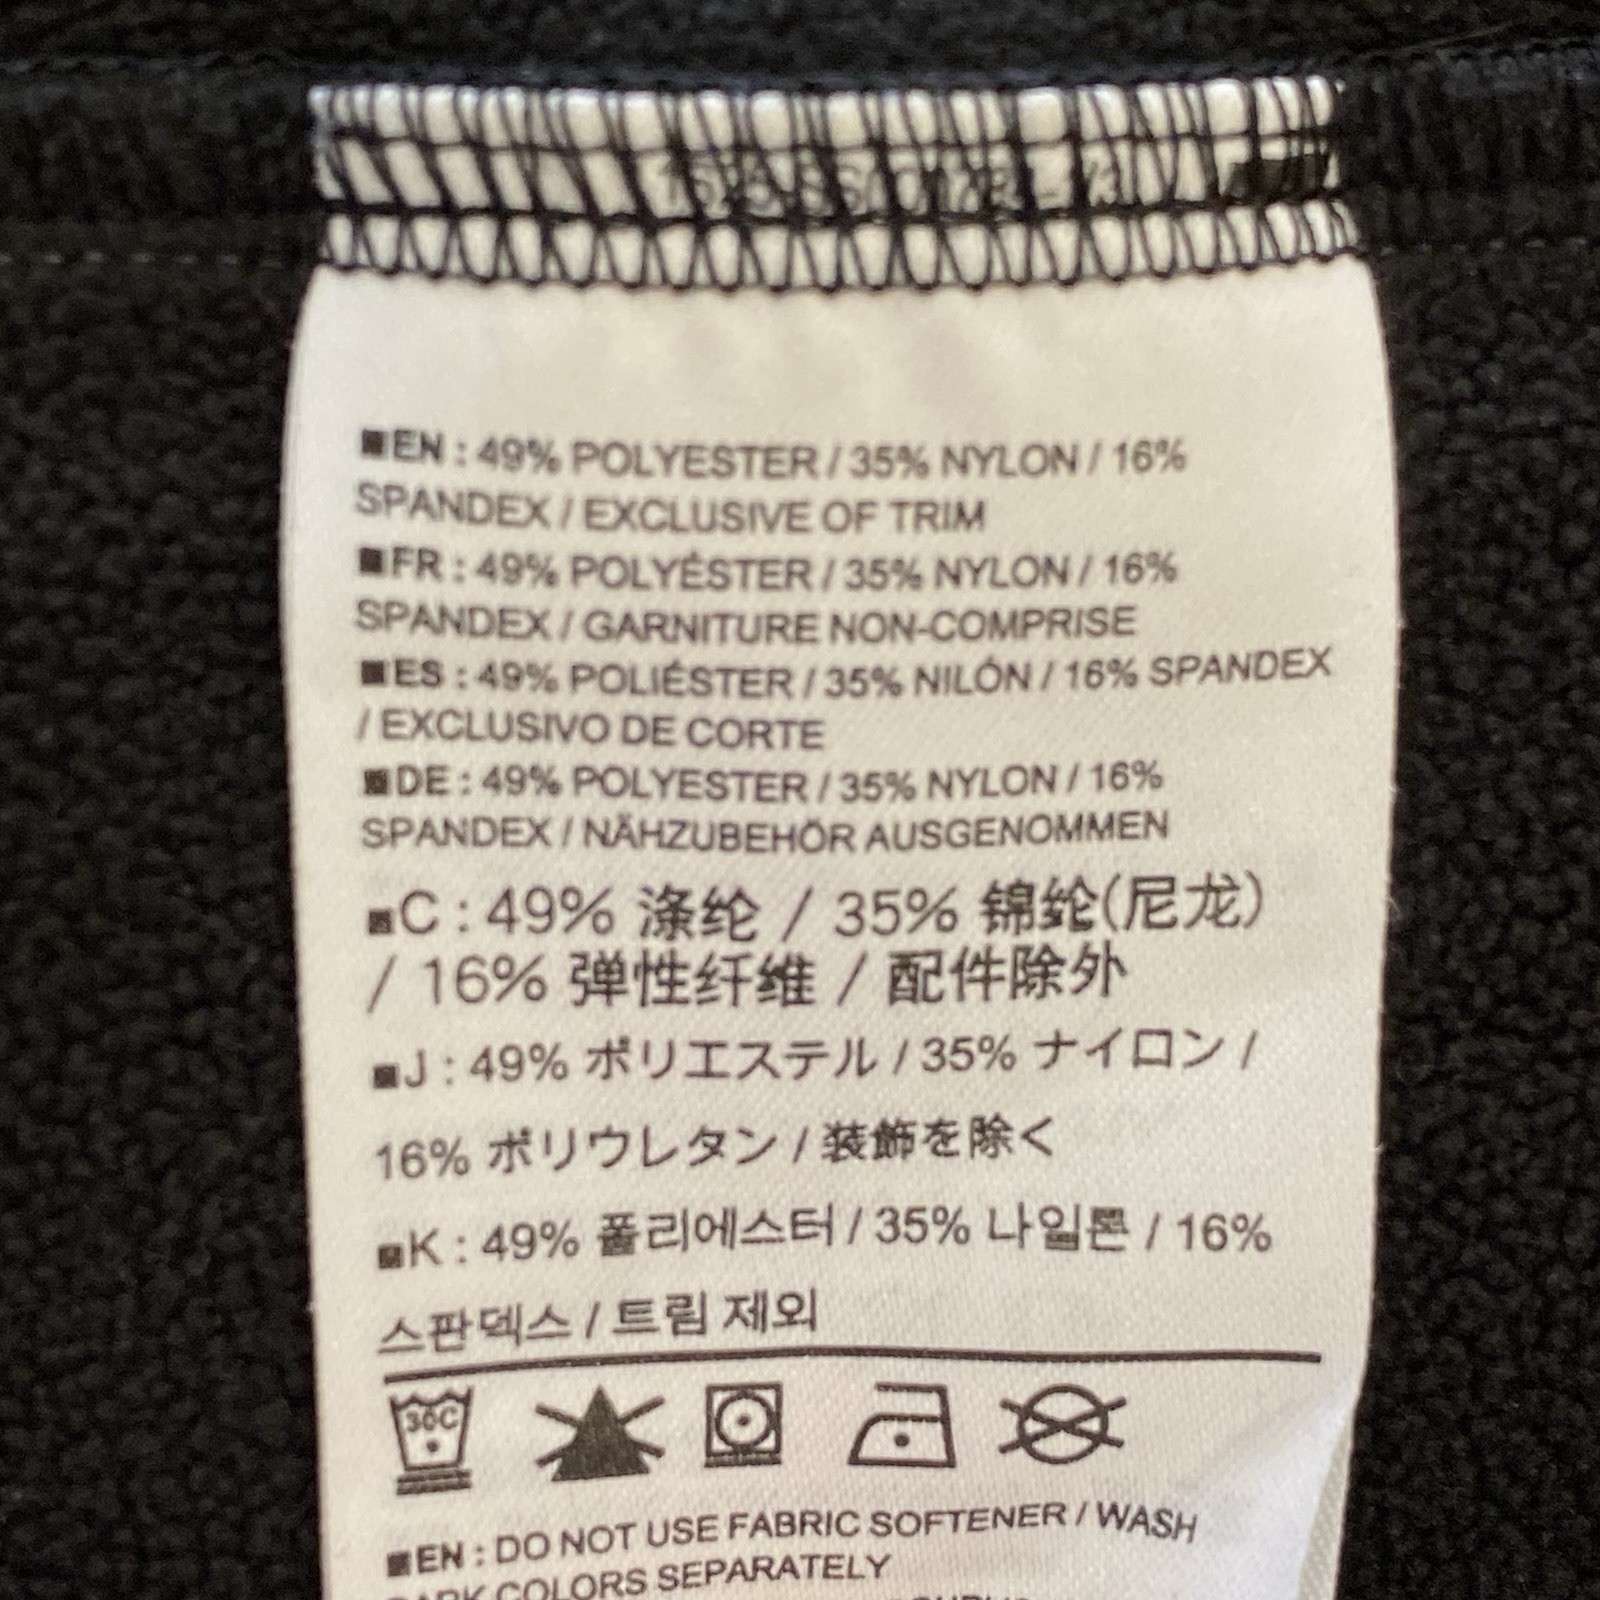 EN : 49% POLYESTER / 35% NYLON / 16%
SPANDEX / EXCLUSIVE OF TRIM
FR : 49% POLYÉSTER / 35% NYLON / 16%
SPANDEX / GARNITURE NON-COMPRISE
ES : 49% POLIÉSTER / 35% NILÓN / 16% SPANDEX
/ EXCLUSIVO DE CORTE
DE : 49% POLYESTER / 35% NYLON / 16%
SPANDEX / NÄHZUBEHÖR AUSGENOMMEN
C : 49% 涤纶 / 35% 锦纶(尼龙)
/ 16% 弹性纤维 / 配件除外
J : 49% ポリエステル / 35% ナイロン /
16% ポリウレタン / 装飾を除く
K : 49% 폴리에스터 / 35% 나일론 / 16%
스판덱스 / 트림 제외
30C
EN : DO NOT USE FABRIC SOFTENER / WASH
DARK COLORS SEPARATELY